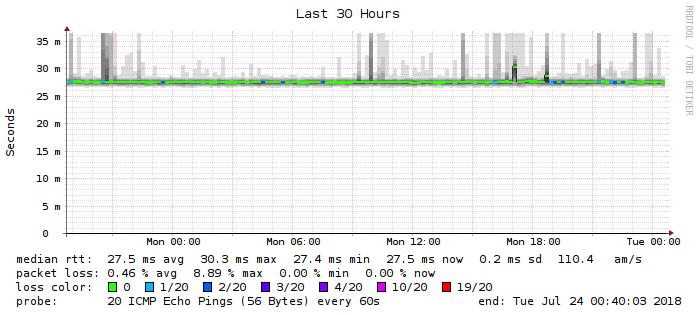 Last 30 Hours
RRDTOOL / TOBI OETIKER
Seconds
35 m
30 m
25 m
20 m
15 m
10 m
5 m
0
Mon 00:00 Mon 06:00 Mon 12:00 Mon 18:00 Tue 00:00
median rtt: 27.5 ms avg 30.3 ms max 27.4 ms min 27.5 ms now 0.2 ms sd 110.4 am/s
packet loss: 0.46 % avg 8.89 % max 0.00 % min 0.00 % now
loss color: 0 1/20 2/20 3/20 4/20 10/20 19/20
probe: 20 ICMP Echo Pings (56 Bytes) every 60s end: Tue Jul 24 00:40:03 2018